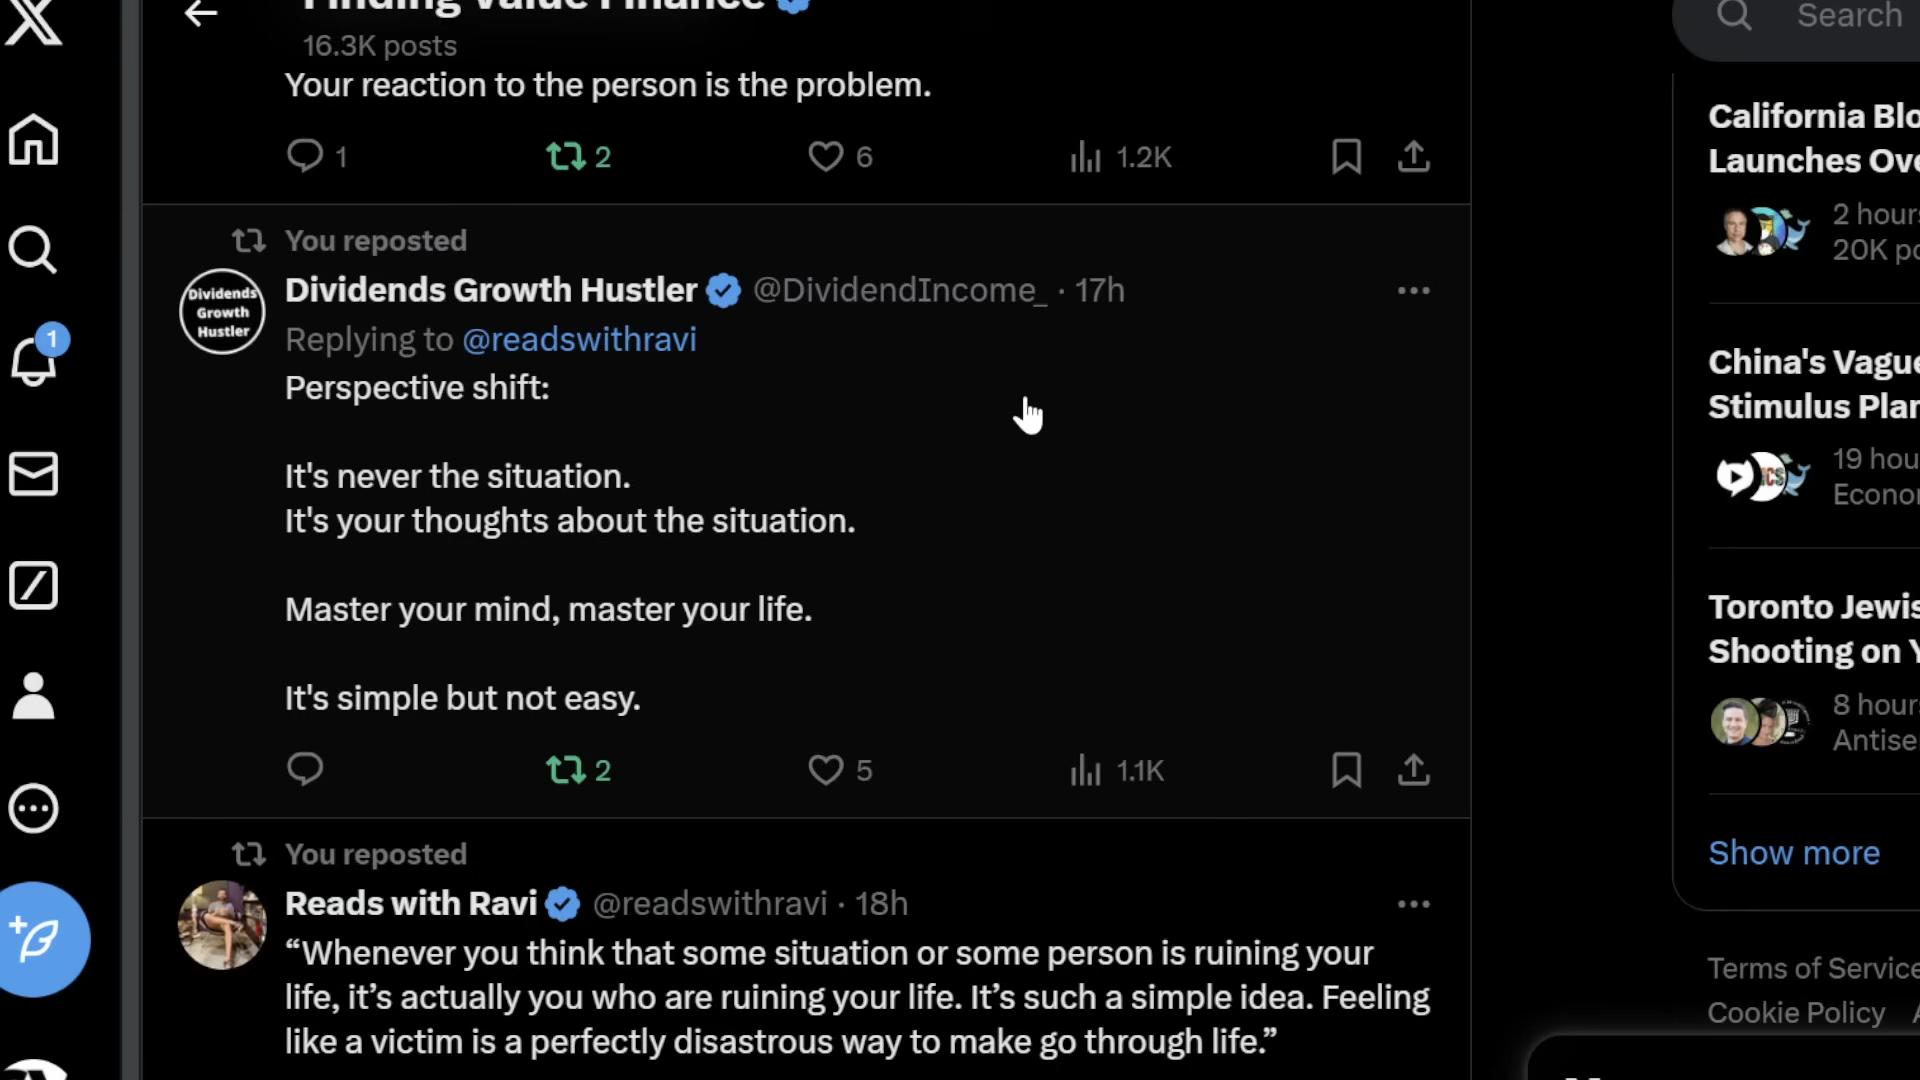 Finding Value Finance
16.3K posts
Your reaction to the person is the problem.
1
2
6
1.2K
You reposted
Dividends
Growth
Hustler
Dividends Growth Hustler @DividendIncome_ · 17h
Replying to @readswithravi
Perspective shift:
It's never the situation.
It's your thoughts about the situation.
Master your mind, master your life.
It's simple but not easy.
2
5
1.1K
You reposted
Reads with Ravi @readswithravi · 18h
“Whenever you think that some situation or some person is ruining your
life, it’s actually you who are ruining your life. It’s such a simple idea. Feeling
like a victim is a perfectly disastrous way to make go through life.”
1
Search
California Blo
Launches Ove
2 hours
20K po
China's Vague
Stimulus Plan
19 hou
Econo
Toronto Jewis
Shooting on Y
8 hours
Antise
Show more
Terms of Service
Cookie Policy